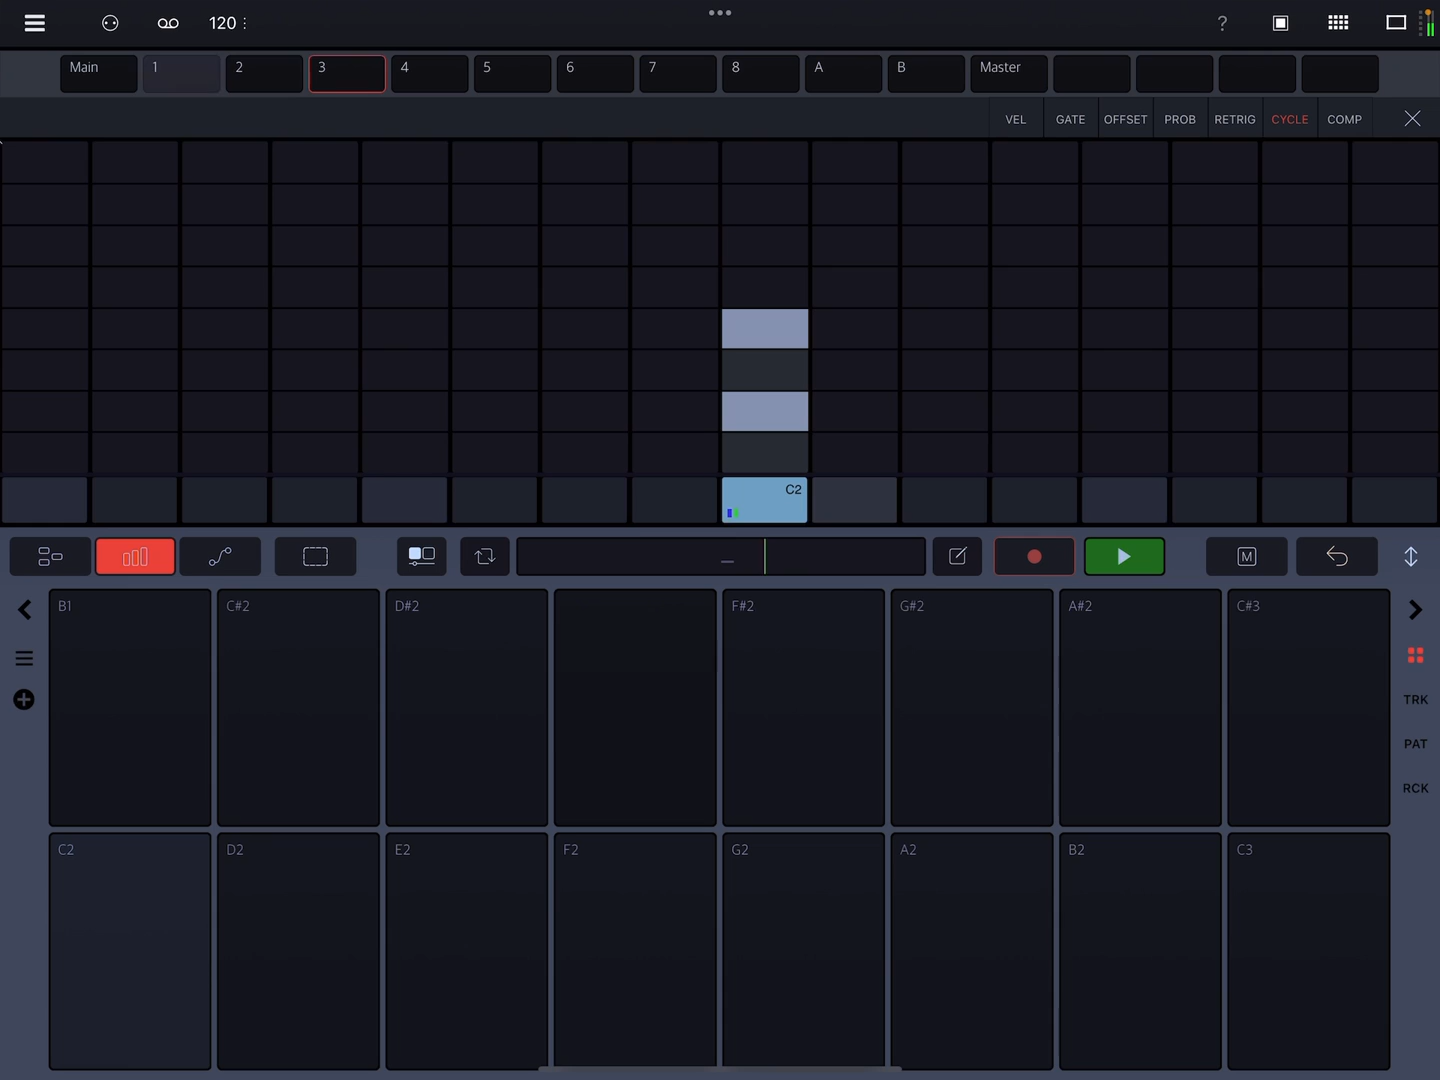 120
?
Main 1 2 3 4 5 6 7 8 A B Master
VEL GATE OFFSET PROB RETRIG CYCLE COMP
C2
M
B1 C#2 D#2 F#2 G#2 A#2 C#3
TRK
PAT
RCK
C2 D2 E2 F2 G2 A2 B2 C3